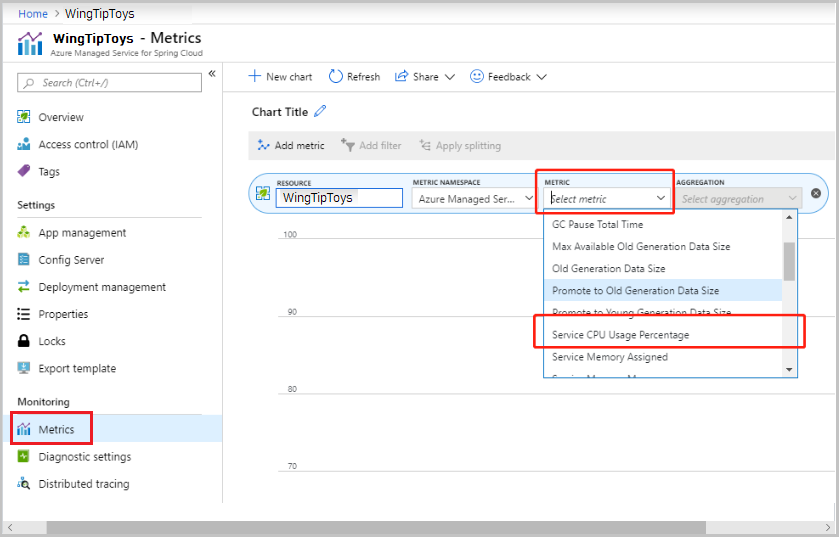 Home > WingTipToys
WingTipToys - Metrics
Azure Managed Service for Spring Cloud
Search (Ctrl+/)
«
Overview
Access control (IAM)
Tags
Settings
App management
Config Server
Deployment management
Properties
Locks
Export template
Monitoring
Metrics
Diagnostic settings
Distributed tracing
New chart Refresh Share Feedback
Chart Title
Add metric Add filter Apply splitting
RESOURCE METRIC NAMESPACE METRIC AGGREGATION
WingTipToys Azure Managed Ser... Select metric Select aggregation
GC Pause Total Time
Max Available Old Generation Data Size
Old Generation Data Size
Promote to Old Generation Data Size
Promote to Young Generation Data Size
Service CPU Usage Percentage
Service Memory Assigned
100
90
80
70